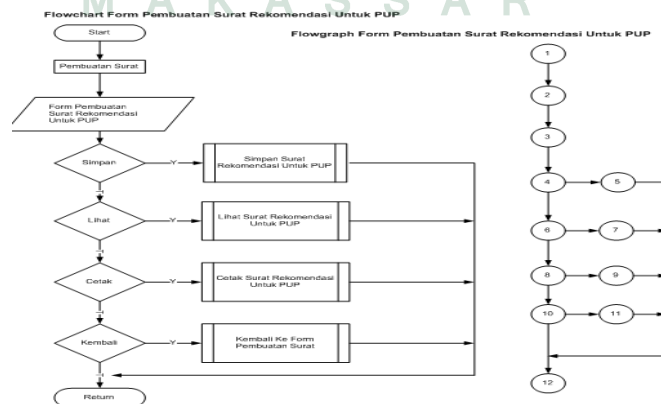 MAKASSAR
Flowchart Form Pembuatan Surat Rekomendasi Untuk PUP
Start
Pembuatan Surat
Form Pembuatan
Surat Rekomendasi
Untuk PUP
Simpan
Y
Simpan Surat
Rekomendasi Untuk PUP
T
Lihat
Y
Lihat Surat Rekomendasi
Untuk PUP
T
Cetak
Y
Cetak Surat Rekomendasi
Untuk PUP
T
Kembali
Y
Kembali Ke Form
Pembuatan Surat
T
Return
Flowgraph Form Pembuatan Surat Rekomendasi Untuk PUP
1
2
3
4
5
6
7
8
9
10
11
12